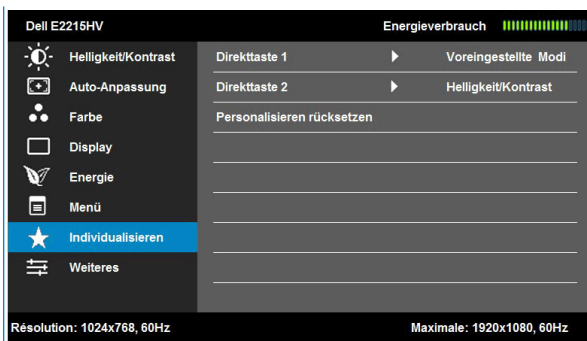 Dell E2215HV Energieverbrauch
Helligkeit/Kontrast Direkttaste 1 Voreingestellte Modi
Auto-Anpassung Direkttaste 2 Helligkeit/Kontrast
Farbe Personalisieren rücksetzen
Display
Energie
Menü
Individualisieren
Weiteres
Résolution: 1024x768, 60Hz Maximale: 1920x1080, 60Hz